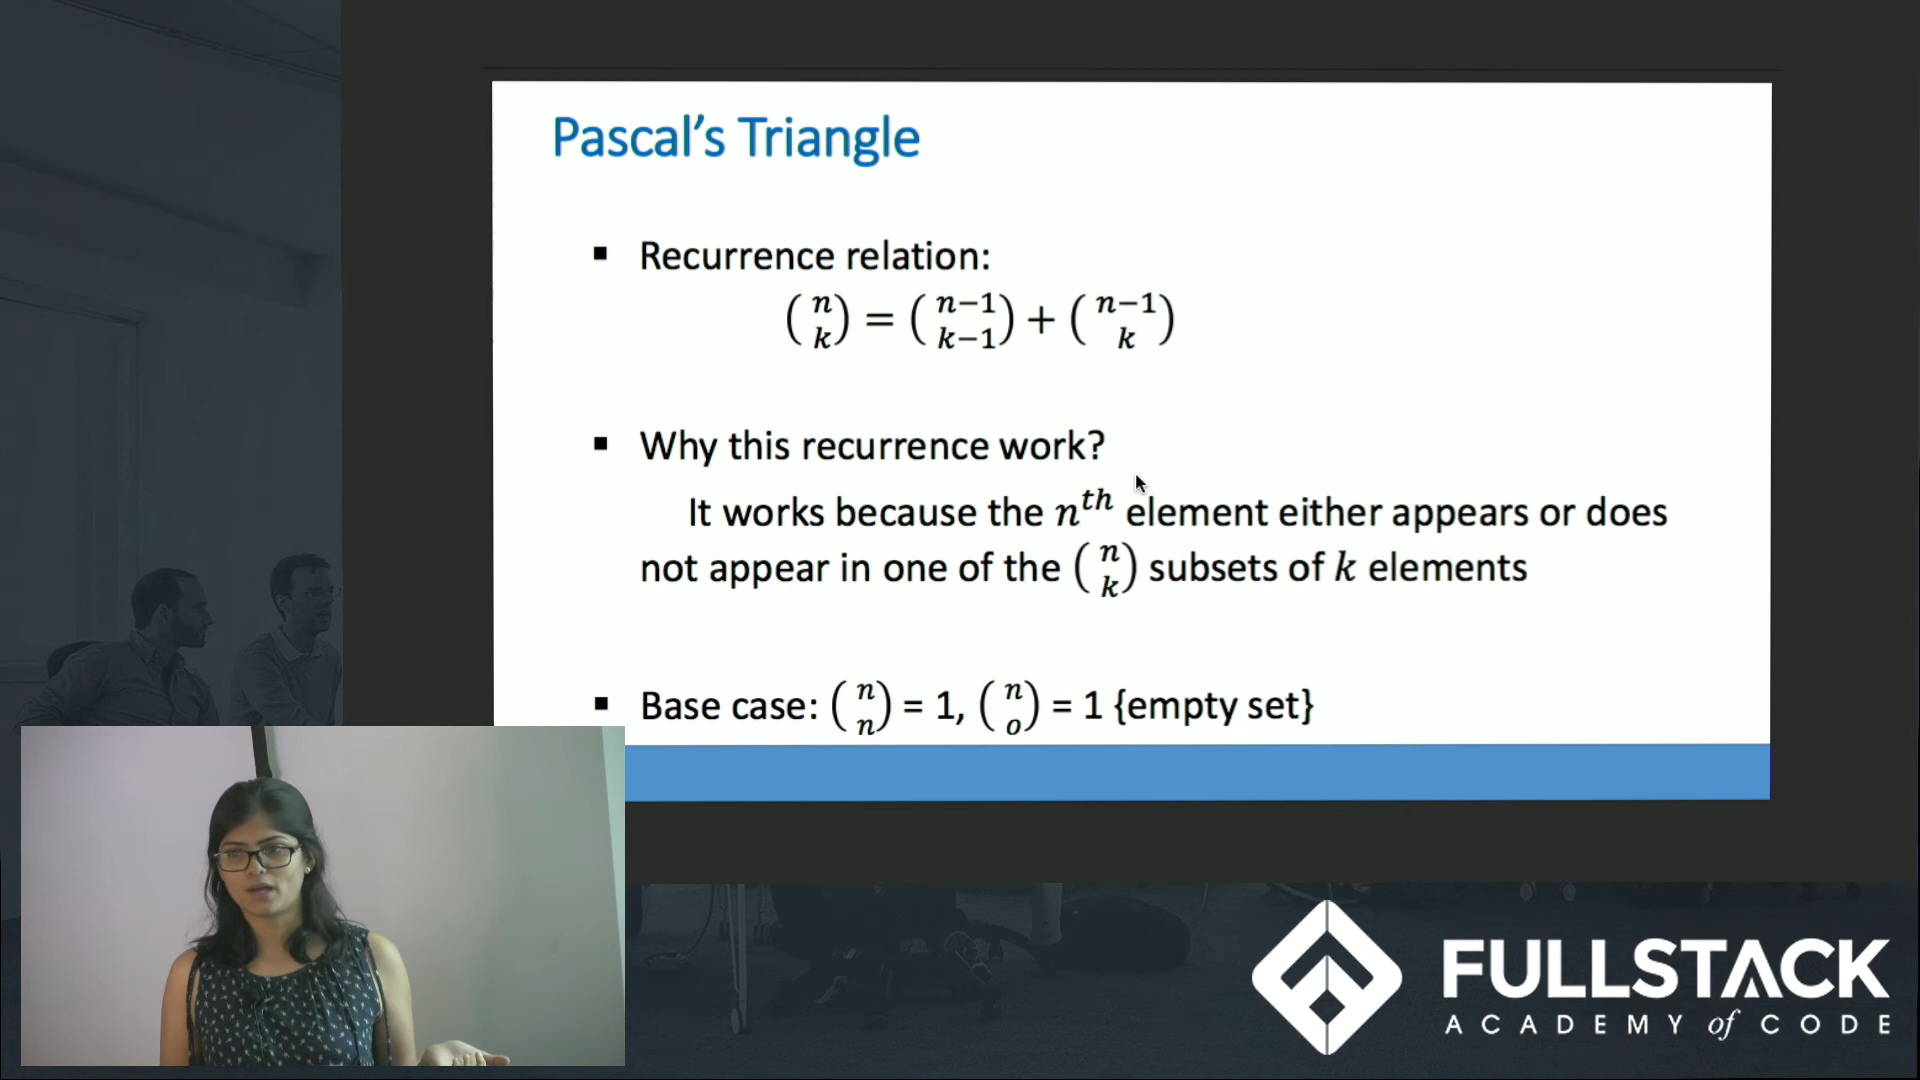 Pascal's Triangle
▪ Recurrence relation:
(n k) = (n−1 k−1) + (n−1 k)
▪ Why this recurrence work?
It works because the n^th element either appears or does
not appear in one of the (n k) subsets of k elements
▪ Base case: (n n) = 1, (n o) = 1 {empty set}
FULLSTACK
ACADEMY of CODE